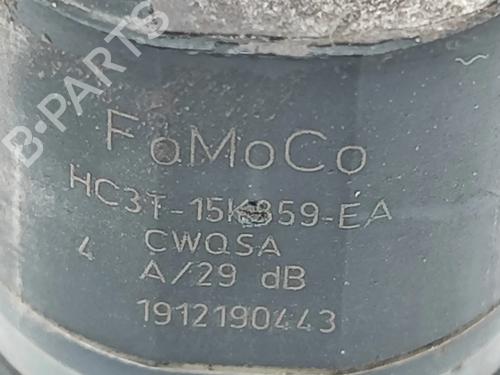 B-PARTS
FoMoCo
HC3T-15K859-EA
4 CWQSA
A/29 dB
1912190443